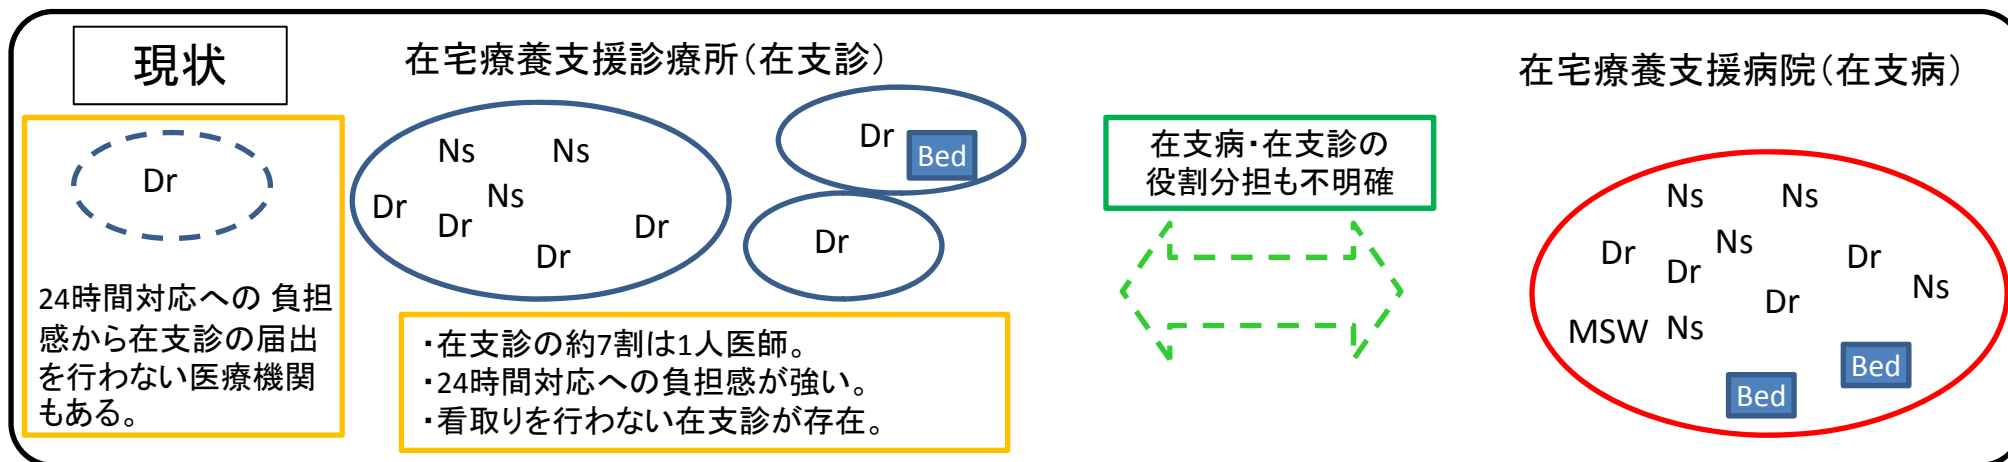 現状
Dr
24時間対応への 負担
感から在支診の届出
を行わない医療機関
もある。
在宅療養支援診療所(在支診)
Ns Ns
Dr Ns
Dr Dr
Dr
Dr Bed
Dr
・在支診の約7割は1人医師。
・24時間対応への負担感が強い。
・看取りを行わない在支診が存在。
在支病・在支診の
役割分担も不明確
在宅療養支援病院(在支病)
Ns Ns
Dr Ns Dr
Dr Dr Ns
MSW Ns
Bed Bed